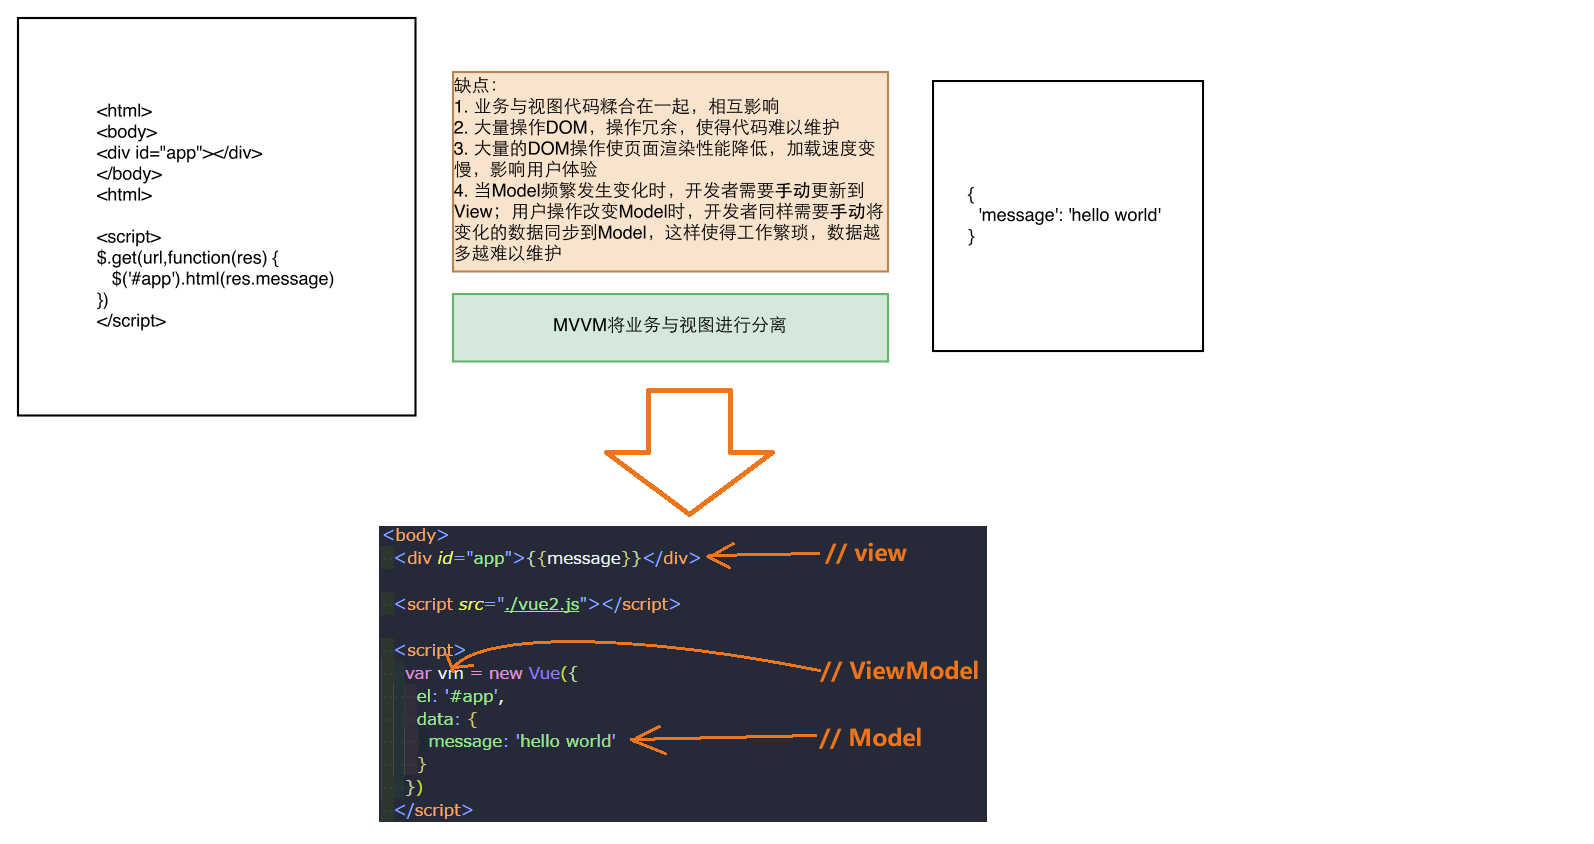 <html>
<body>
<div id="app"></div>
</body>
<html>
<script>
$.get(url,function(res) {
$('#app').html(res.message)
})
</script>
缺点：
1. 业务与视图代码糅合在一起，相互影响
2. 大量操作DOM，操作冗余，使得代码难以维护
3. 大量的DOM操作使页面渲染性能降低，加载速度变
慢，影响用户体验
4. 当Model频繁发生变化时，开发者需要手动更新到
View；用户操作改变Model时，开发者同样需要手动将
变化的数据同步到Model，这样使得工作繁琐，数据越
多越难以维护
MVVM将业务与视图进行分离
{
'message': 'hello world'
}
<body>
<div id="app">{{message}}</div> // view
<script src="./vue2.js"></script>
<script>
var vm = new Vue({ // ViewModel
el: '#app',
data: {
message: 'hello world' // Model
}
})
</script>